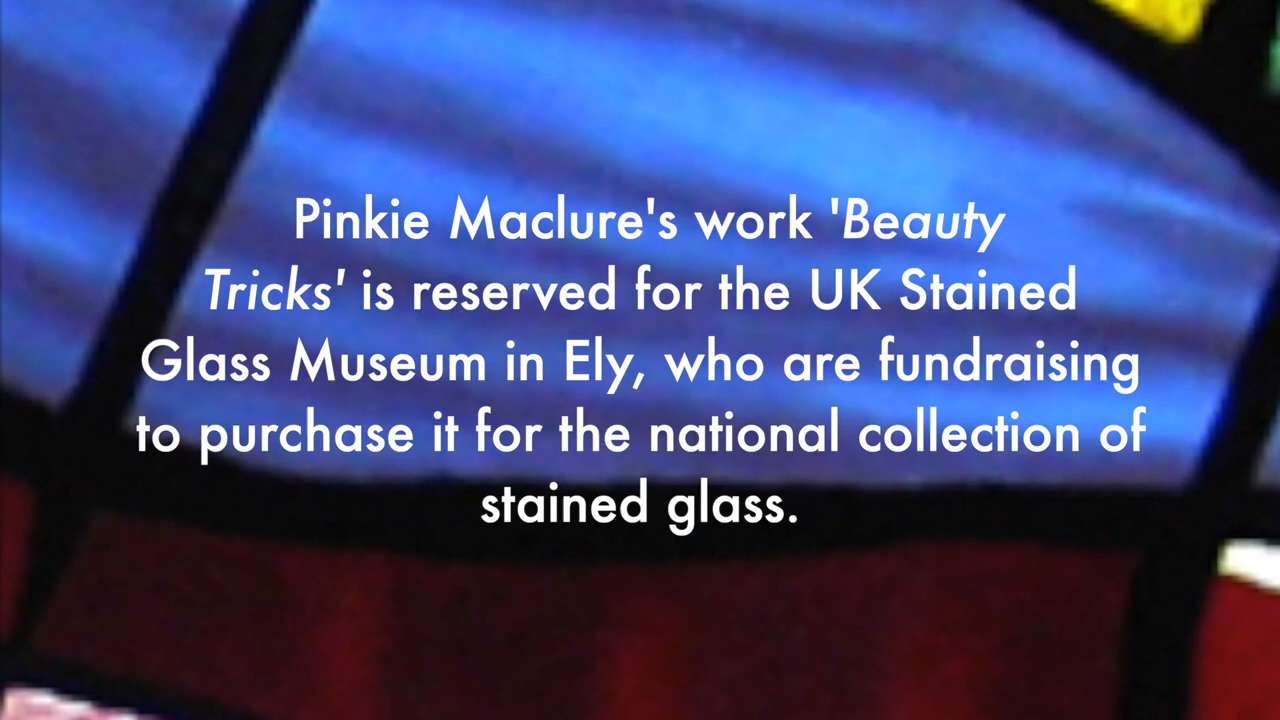 Pinkie Maclure's work 'Beauty
Tricks' is reserved for the UK Stained
Glass Museum in Ely, who are fundraising
to purchase it for the national collection of
stained glass.